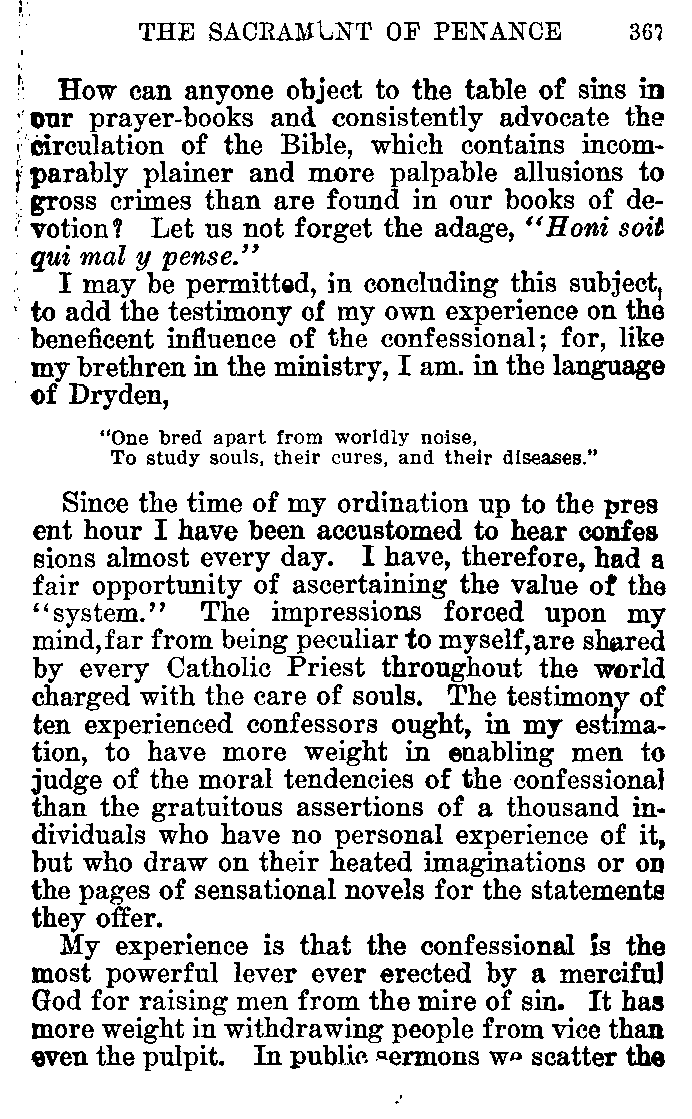 THE SACRAMENT OF PENANCE 367
How can anyone object to the table of sins in
our prayer-books and consistently advocate the
circulation of the Bible, which contains incom-
parably plainer and more palpable allusions to
gross crimes than are found in our books of de-
votion? Let us not forget the adage, "Honi soit
qui mal y pense."
I may be permitted, in concluding this subject,
to add the testimony of my own experience on the
beneficent influence of the confessional; for, like
my brethren in the ministry, I am. in the language
of Dryden,
"One bred apart from worldly noise,
To study souls, their cures, and their diseases."
Since the time of my ordination up to the pres
ent hour I have been accustomed to hear confes
sions almost every day. I have, therefore, had a
fair opportunity of ascertaining the value of the
"system." The impressions forced upon my
mind, far from being peculiar to myself, are shared
by every Catholic Priest throughout the world
charged with the care of souls. The testimony of
ten experienced confessors ought, in my estima-
tion, to have more weight in enabling men to
judge of the moral tendencies of the confessional
than the gratuitous assertions of a thousand in-
dividuals who have no personal experience of it,
but who draw on their heated imaginations or on
the pages of sensational novels for the statements
they offer.
My experience is that the confessional is the
most powerful lever ever erected by a merciful
God for raising men from the mire of sin. It has
more weight in withdrawing people from vice than
even the pulpit. In public sermons we scatter the